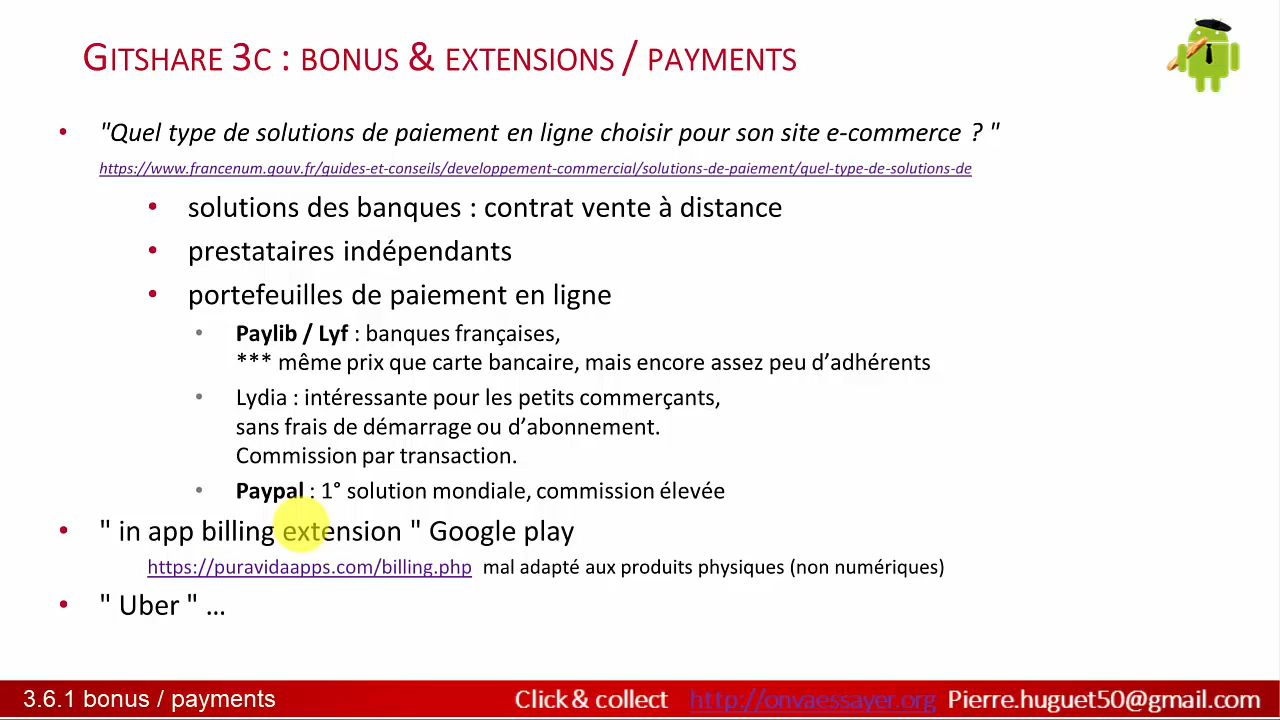 GITSHARE 3C : BONUS & EXTENSIONS / PAYMENTS
• "Quel type de solutions de paiement en ligne choisir pour son site e-commerce ? "
https://www.francenum.gouv.fr/guides-et-conseils/developpement-commercial/solutions-de-paiement/quel-type-de-solutions-de
• solutions des banques : contrat vente à distance
• prestataires indépendants
• portefeuilles de paiement en ligne
• Paylib / Lyf : banques françaises,
*** même prix que carte bancaire, mais encore assez peu d’adhérents
• Lydia : intéressante pour les petits commerçants,
sans frais de démarrage ou d’abonnement.
Commission par transaction.
• Paypal : 1° solution mondiale, commission élevée
• " in app billing extension " Google play
https://puravidaapps.com/billing.php mal adapté aux produits physiques (non numériques)
• " Uber " …
3.6.1 bonus / payments Click & collect http://onvaessayer.org Pierre.huguet50@gmail.com